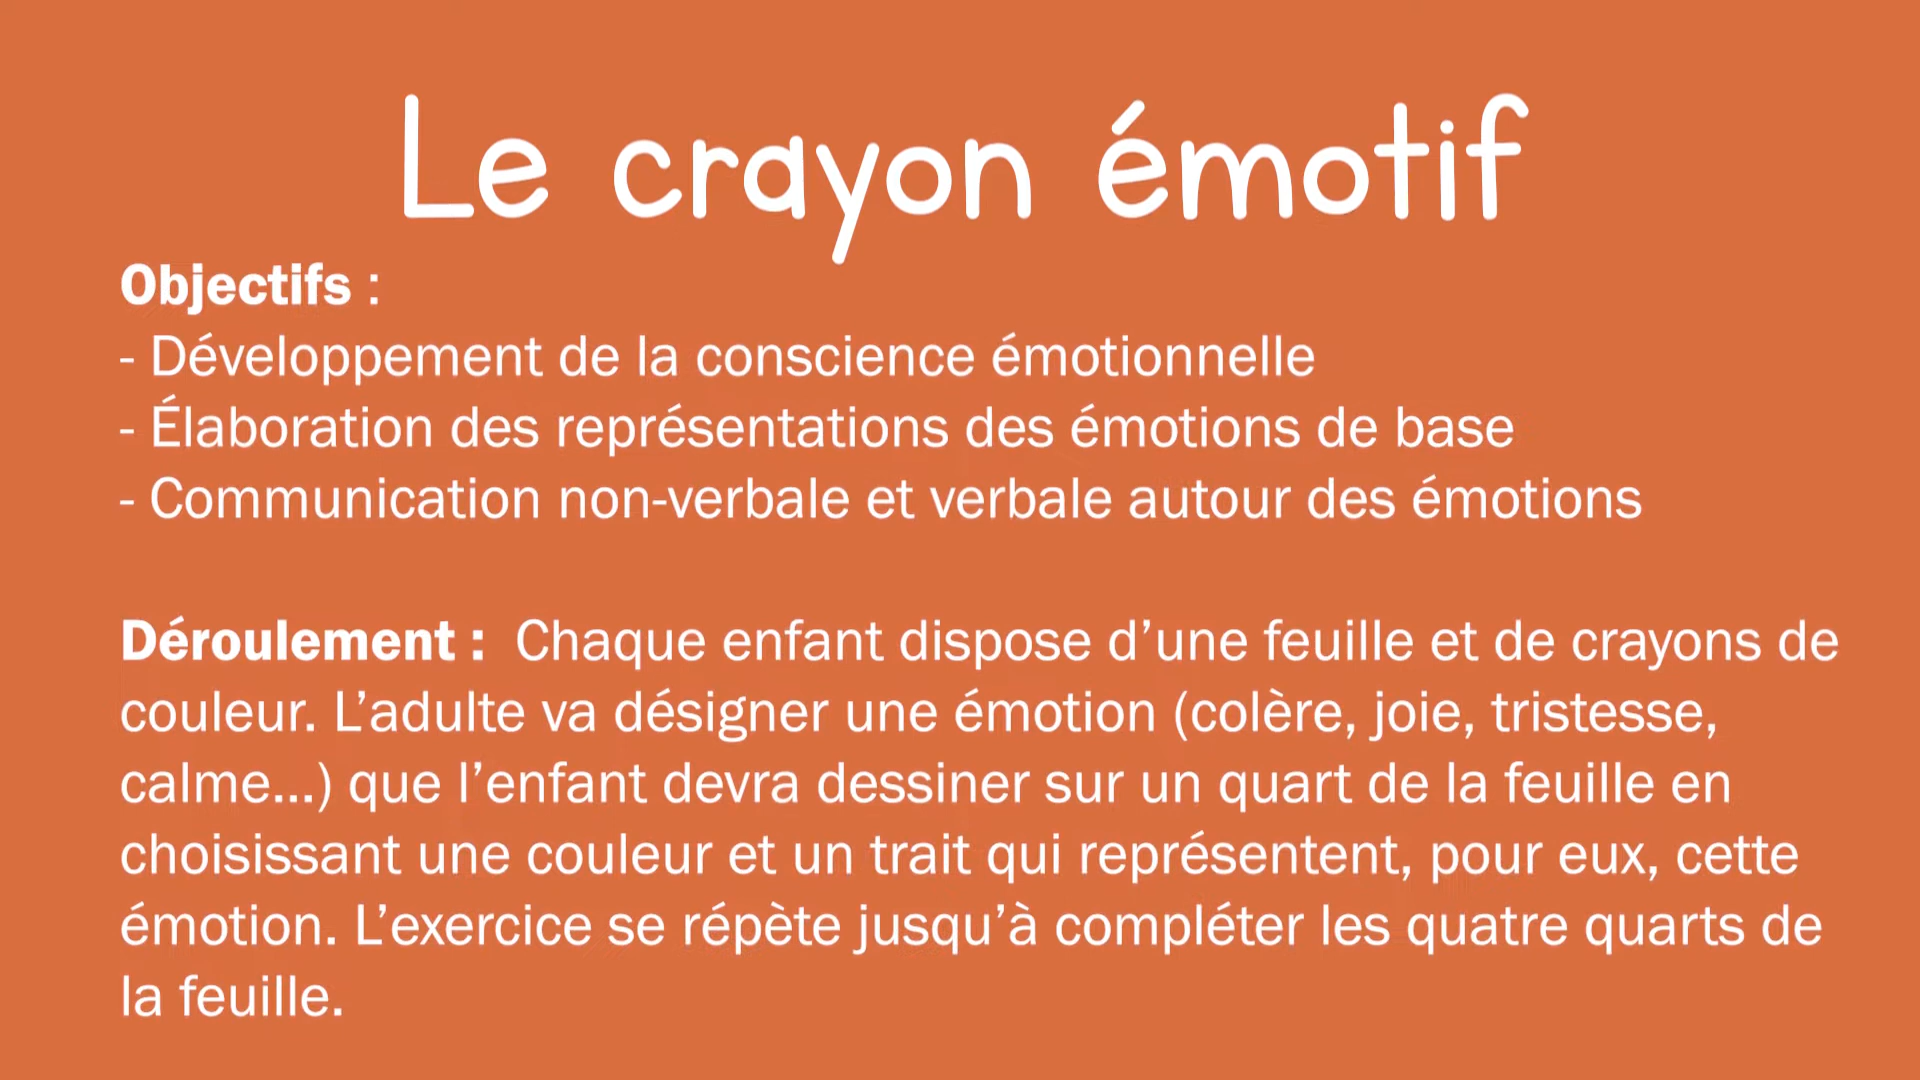 Le crayon émotif
Objectifs :
- Développement de la conscience émotionnelle
- Élaboration des représentations des émotions de base
- Communication non-verbale et verbale autour des émotions
Déroulement : Chaque enfant dispose d’une feuille et de crayons de
couleur. L’adulte va désigner une émotion (colère, joie, tristesse,
calme...) que l’enfant devra dessiner sur un quart de la feuille en
choisissant une couleur et un trait qui représentent, pour eux, cette
émotion. L’exercice se répète jusqu’à compléter les quatre quarts de
la feuille.